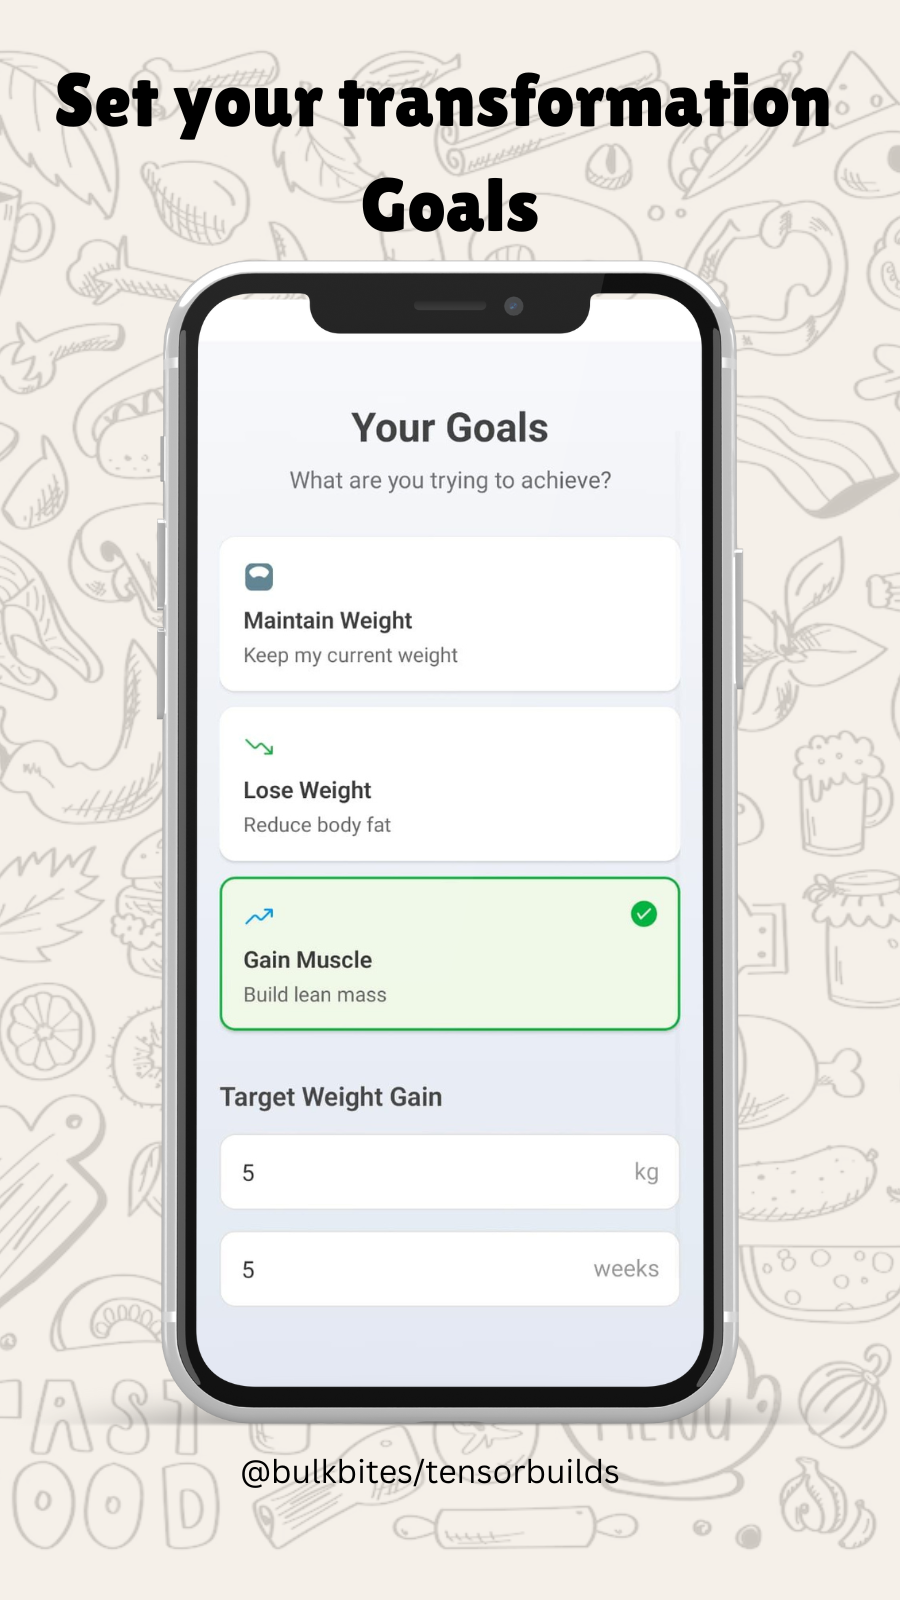 Set your transformation
Goals
Your Goals
What are you trying to achieve?
Maintain Weight
Keep my current weight
Lose Weight
Reduce body fat
Gain Muscle
Build lean mass
Target Weight Gain
5 kg
5 weeks
AST
MENU
OOD
@bulkbites/tensorbuilds